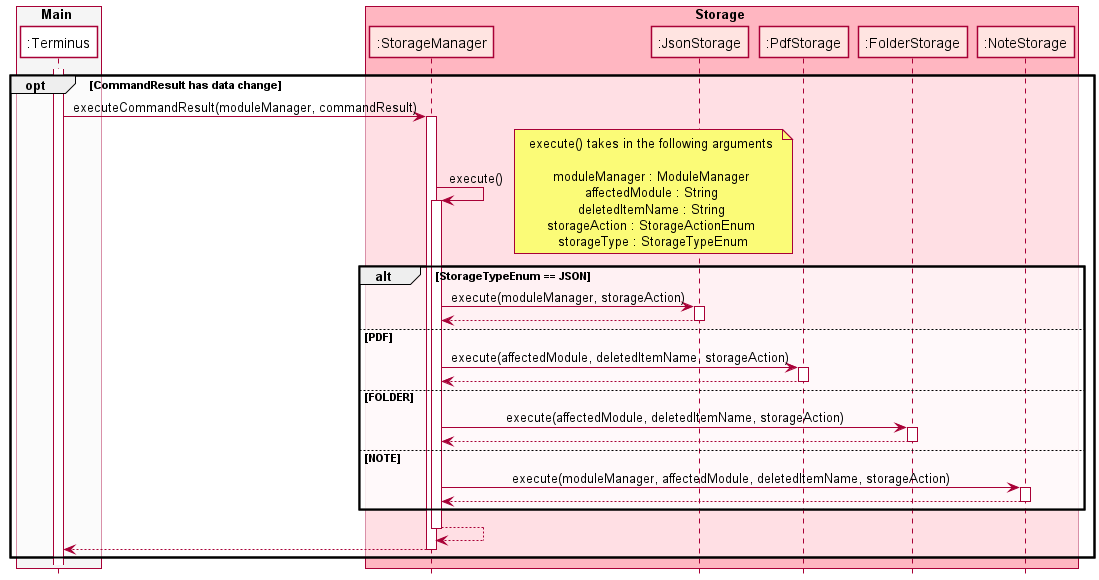 Main
Storage
:Terminus
:StorageManager
:JsonStorage
:PdfStorage
:FolderStorage
:NoteStorage
opt
[CommandResult has data change]
executeCommandResult(moduleManager, commandResult)
execute() takes in the following arguments
moduleManager : ModuleManager
affectedModule : String
deletedItemName : String
storageAction : StorageActionEnum
storageType : StorageTypeEnum
execute()
alt
[StorageTypeEnum == JSON]
execute(moduleManager, storageAction)
[PDF]
execute(affectedModule, deletedItemName, storageAction)
[FOLDER]
execute(affectedModule, deletedItemName, storageAction)
[NOTE]
execute(moduleManager, affectedModule, deletedItemName, storageAction)